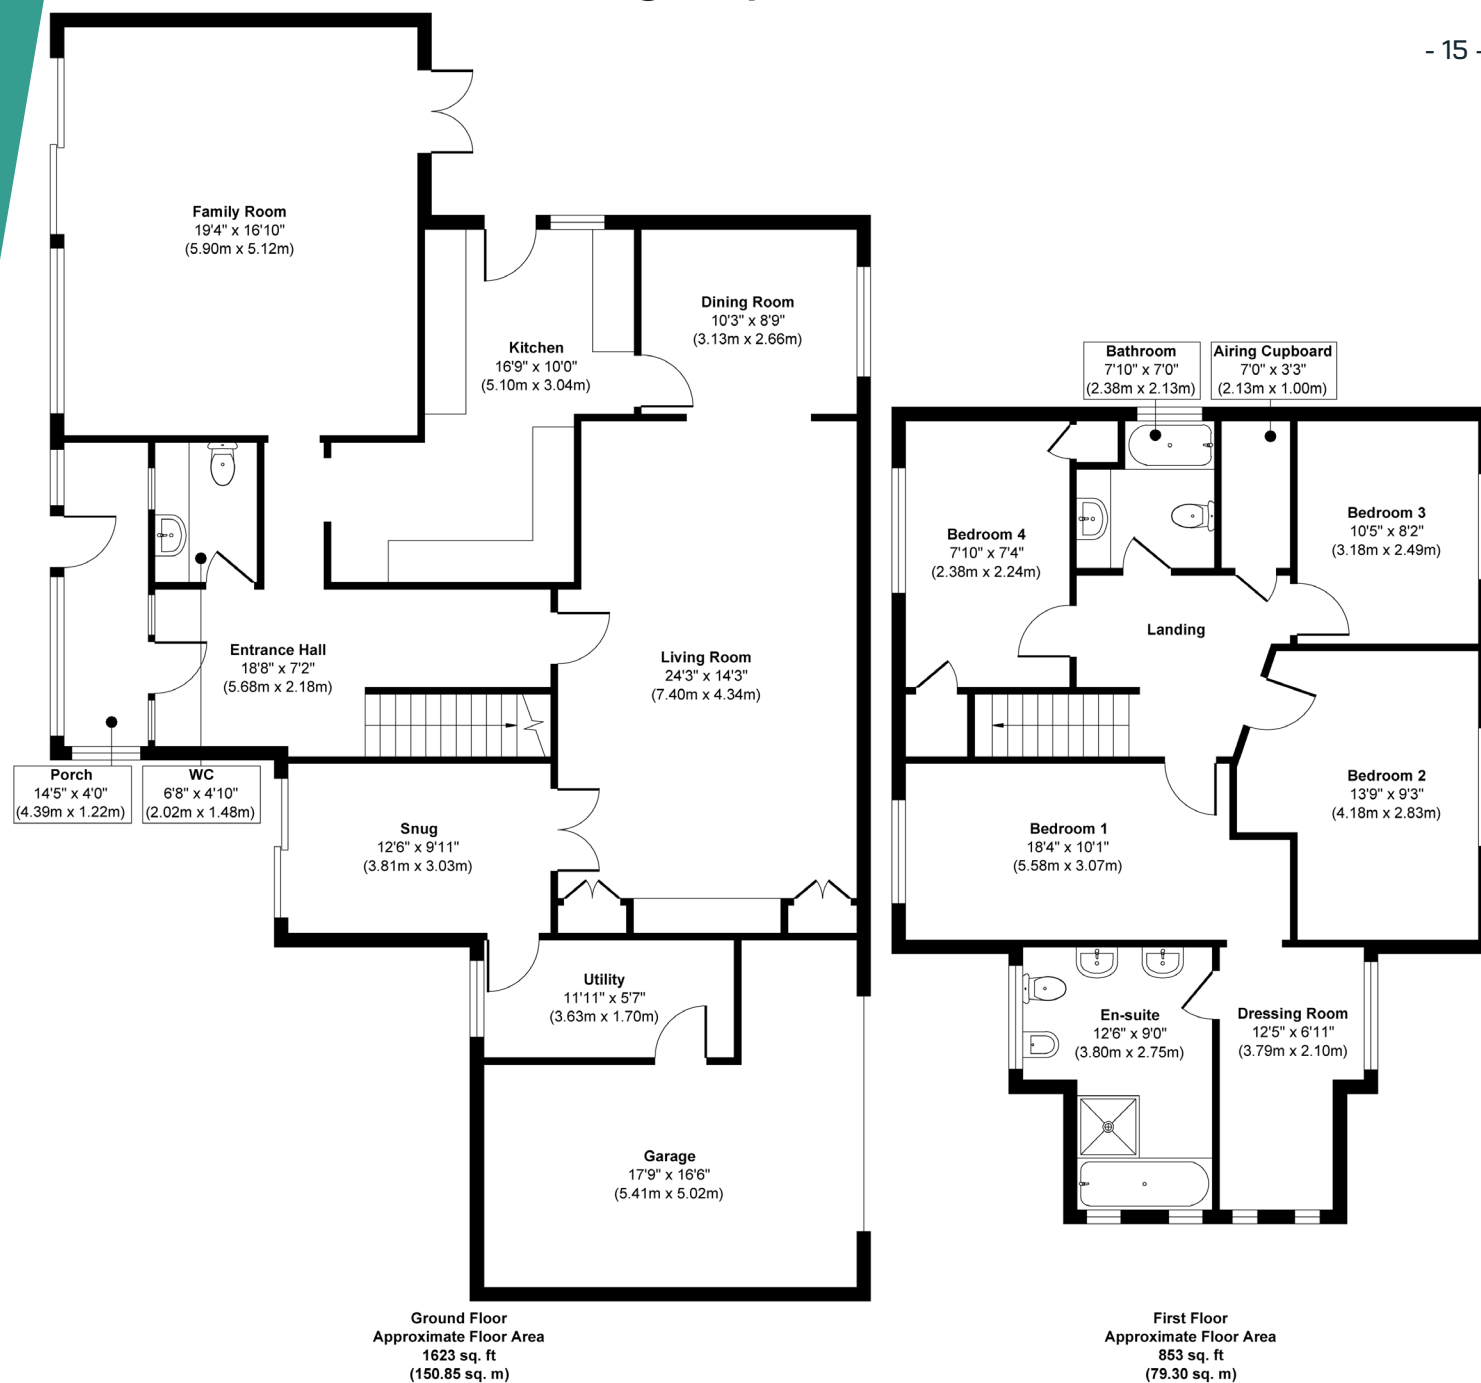 - 15 -
Family Room
19'4" x 16'10"
(5.90m x 5.12m)
Kitchen
16'9" x 10'0"
(5.10m x 3.04m)
Dining Room
10'3" x 8'9"
(3.13m x 2.66m)
Entrance Hall
18'8" x 7'2"
(5.68m x 2.18m)
Living Room
24'3" x 14'3"
(7.40m x 4.34m)
Porch
14'5" x 4'0"
(4.39m x 1.22m)
WC
6'8" x 4'10"
(2.02m x 1.48m)
Snug
12'6" x 9'11"
(3.81m x 3.03m)
Utility
11'11" x 5'7"
(3.63m x 1.70m)
Garage
17'9" x 16'6"
(5.41m x 5.02m)
Ground Floor
Approximate Floor Area
1623 sq. ft
(150.85 sq. m)
Bathroom
7'10" x 7'0"
(2.38m x 2.13m)
Airing Cupboard
7'0" x 3'3"
(2.13m x 1.00m)
Bedroom 4
7'10" x 7'4"
(2.38m x 2.24m)
Bedroom 3
10'5" x 8'2"
(3.18m x 2.49m)
Landing
Bedroom 2
13'9" x 9'3"
(4.18m x 2.83m)
Bedroom 1
18'4" x 10'1"
(5.58m x 3.07m)
En-suite
12'6" x 9'0"
(3.80m x 2.75m)
Dressing Room
12'5" x 6'11"
(3.79m x 2.10m)
First Floor
Approximate Floor Area
853 sq. ft
(79.30 sq. m)